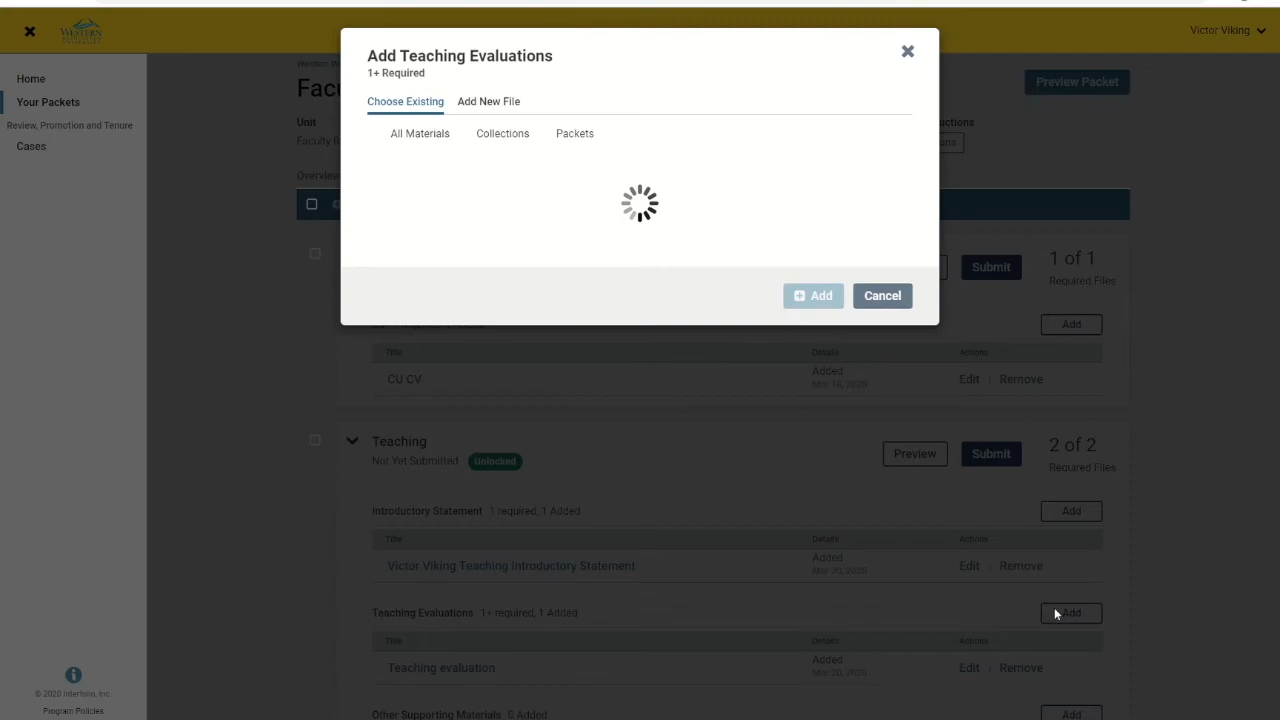 WESTERN
Victor Viking
Home
Your Packets
Review, Promotion and Tenure
Cases
© 2020 Interfolio, Inc.
Program Policies
Preview Packet
Unit
Overview
Add Teaching Evaluations
1+ Required
Choose Existing
Add New File
All Materials
Collections
Packets
Add
Cancel
Submit
1 of 1
Required Files
Add
Title
Details
Actions
CU CV
Added
Edit
Remove
Teaching
Not Yet Submitted
Unlocked
Preview
Submit
2 of 2
Required Files
Introductory Statement 1 required, 1 Added
Add
Title
Details
Actions
Victor Viking Teaching Introductory Statement
Added
Mar 20, 2020
Edit
Remove
Teaching Evaluations 1+ required, 1 Added
Add
Title
Details
Actions
Teaching evaluation
Added
Mar 20, 2020
Edit
Remove
Other Supporting Materials 0 Added
Add